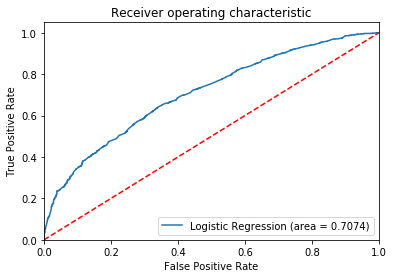 Receiver operating characteristic
True Positive Rate
1.0
0.8
0.6
0.4
0.2
0.0
Logistic Regression (area = 0.7074)
0.0 0.2 0.4 0.6 0.8 1.0
False Positive Rate